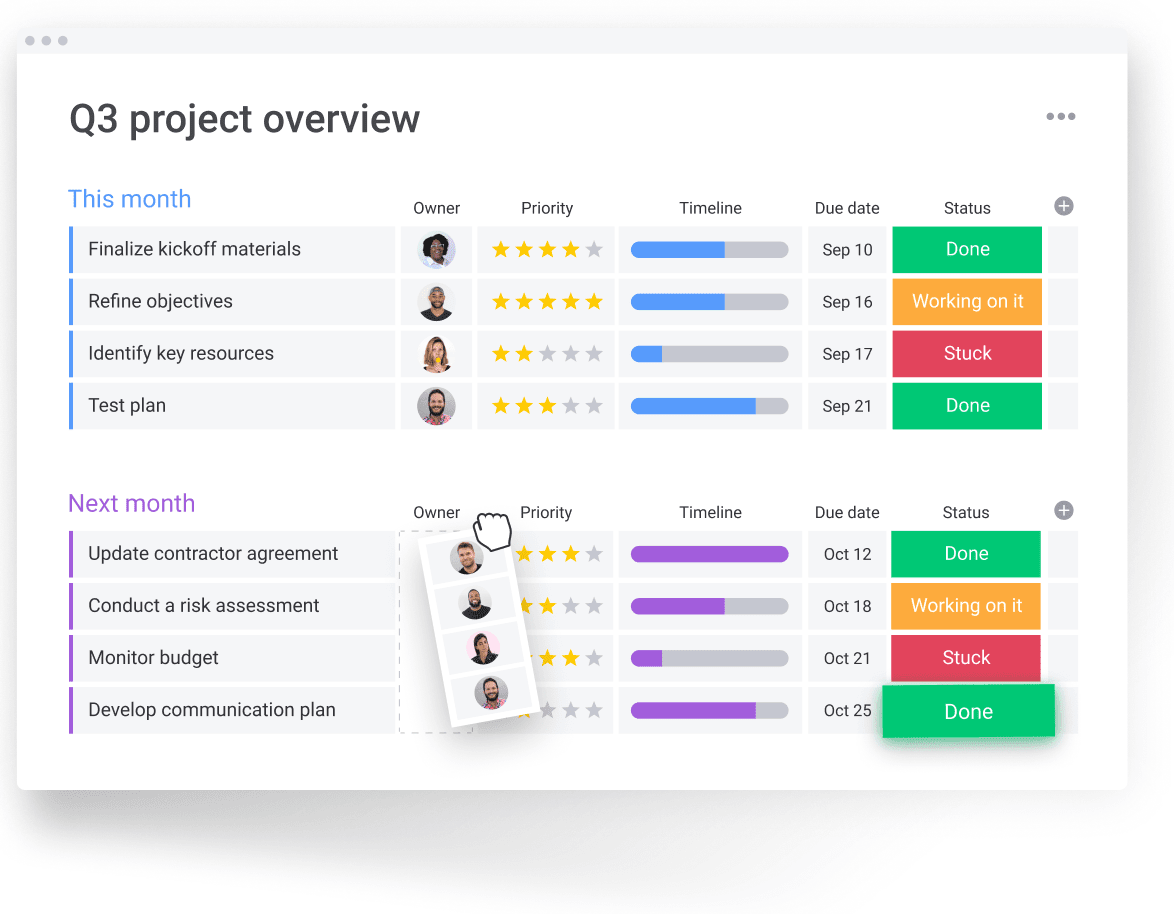 Q3 project overview
This month Owner Priority Timeline Due date Status
Finalize kickoff materials Sep 10 Done
Refine objectives Sep 16 Working on it
Identify key resources Sep 17 Stuck
Test plan Sep 21 Done
Next month Owner Priority Timeline Due date Status
Update contractor agreement Oct 12 Done
Conduct a risk assessment Oct 18 Working on it
Monitor budget Oct 21 Stuck
Develop communication plan Oct 25 Done